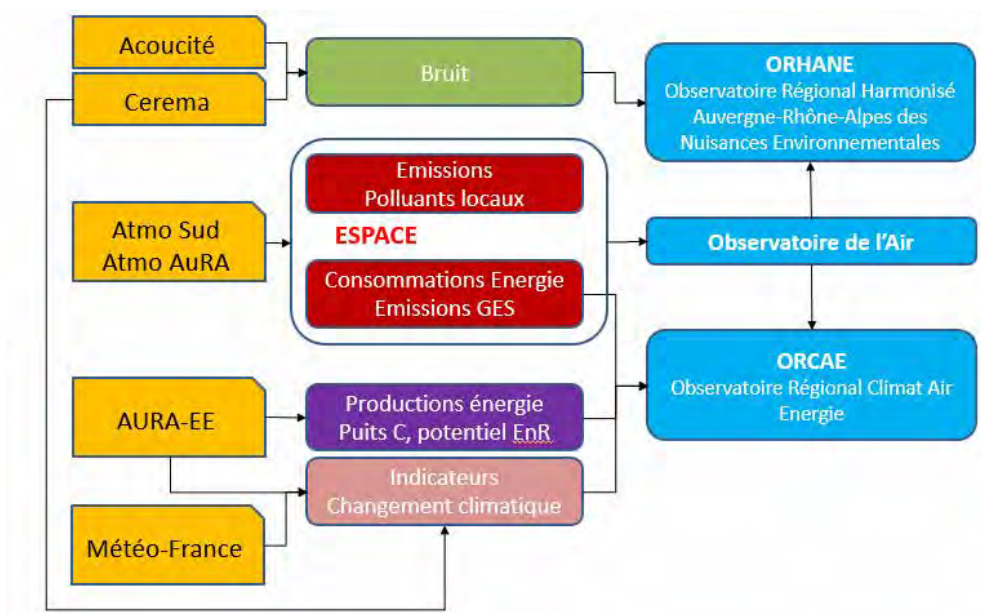 Acoucité
Cerema
Bruit
ORHANE
Observatoire Régional Harmonisé
Auvergne-Rhône-Alpes des
Nuisances Environnementales
Atmo Sud
Atmo AuRA
Emissions
Polluants locaux
ESPACE
Consommations Energie
Emissions GES
Observatoire de l'Air
ORCAE
Observatoire Régional Climat Air
Energie
AURA-EE
Productions énergie
Puits C, potentiel EnR
Indicateurs
Changement climatique
Météo-France